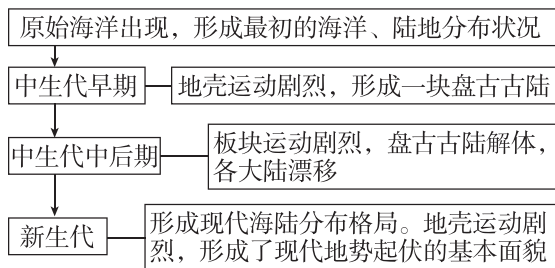 原始海洋出现，形成最初的海洋、陆地分布状况
中生代早期
地壳运动剧烈，形成一块盘古古陆
中生代中后期
板块运动剧烈，盘古古陆解体，
各大陆漂移
新生代
形成现代海陆分布格局。地壳运动剧
烈，形成了现代地势起伏的基本面貌